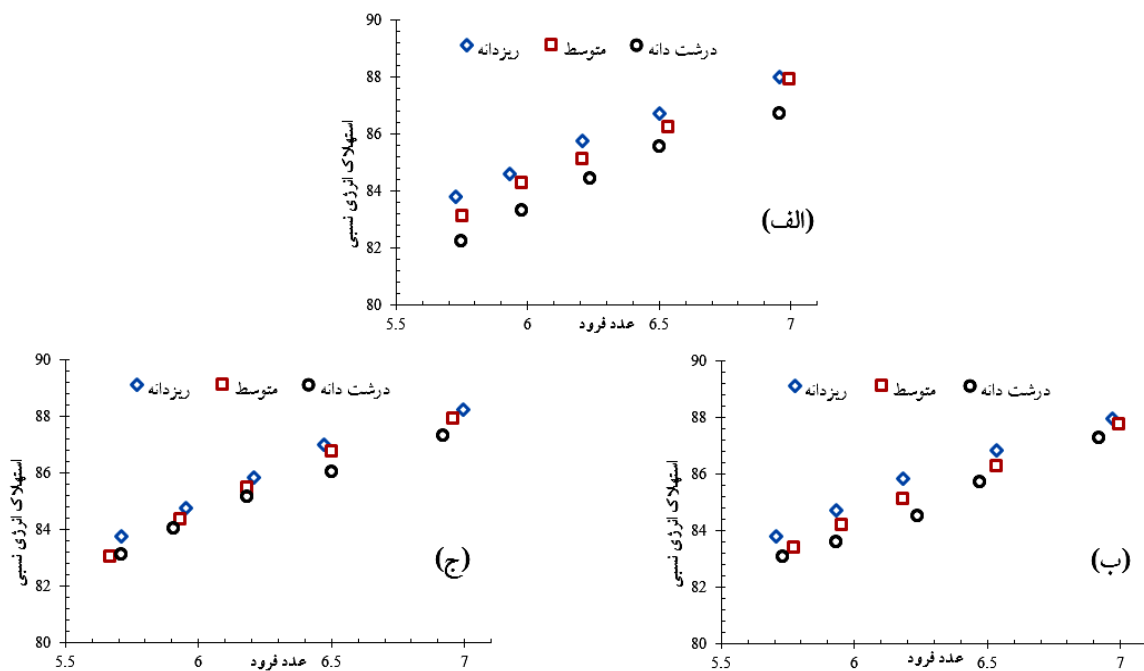 ریزدانه متوسط درشت دانه
90
88
86
84
82
80
استهلاک انرژی نسبی
(الف)
5.5 6 6.5 7
عدد فرود
ریزدانه متوسط درشت دانه
90
88
86
84
82
80
استهلاک انرژی نسبی
(ب)
5.5 6 6.5 7
عدد فرود
ریزدانه متوسط درشت دانه
90
88
86
84
82
80
استهلاک انرژی نسبی
(ج)
5.5 6 6.5 7
عدد فرود